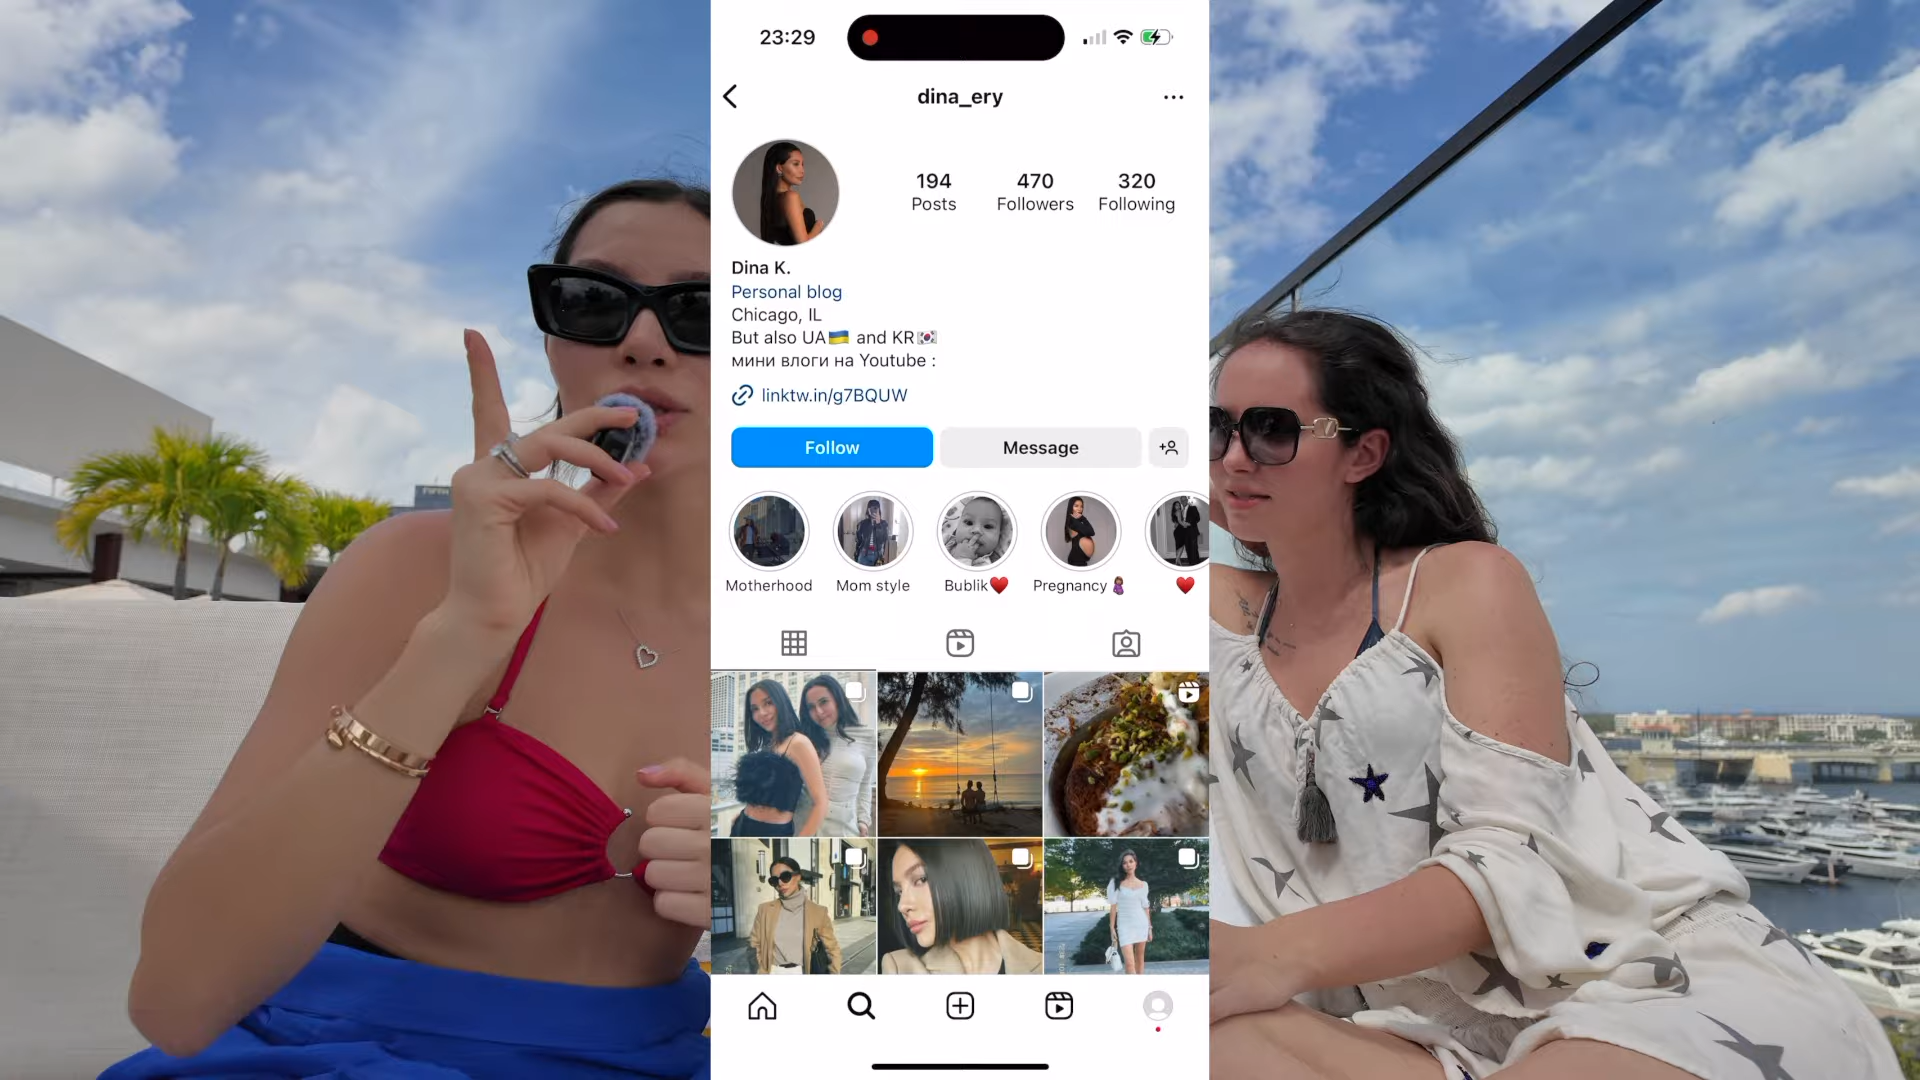 23:29
dina_ery
194
Posts
470
Followers
320
Following
Dina K.
Personal blog
Chicago, IL
But also UA🇺🇦 and KR🇰🇷
мини влоги на Youtube :
linktw.in/g7BQUW
Follow
Message
Motherhood
Mom style
Bublik❤️
Pregnancy 🤰🏽
❤️